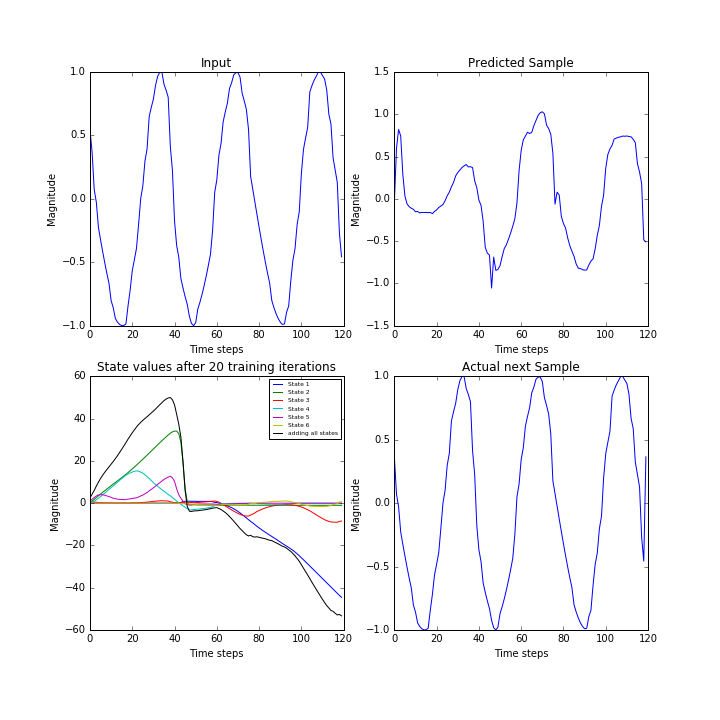 Input
Magnitude
1.0
0.5
0.0
−0.5
−1.0
0 20 40 60 80 100 120
Time steps
Predicted Sample
Magnitude
1.5
1.0
0.5
0.0
−0.5
−1.0
−1.5
0 20 40 60 80 100 120
Time steps
State values after 20 training iterations
Magnitude
60
40
20
0
−20
−40
−60
State 1
State 2
State 3
State 4
State 5
State 6
adding all states
0 20 40 60 80 100 120
Time steps
Actual next Sample
Magnitude
1.0
0.5
0.0
−0.5
−1.0
0 20 40 60 80 100 120
Time steps